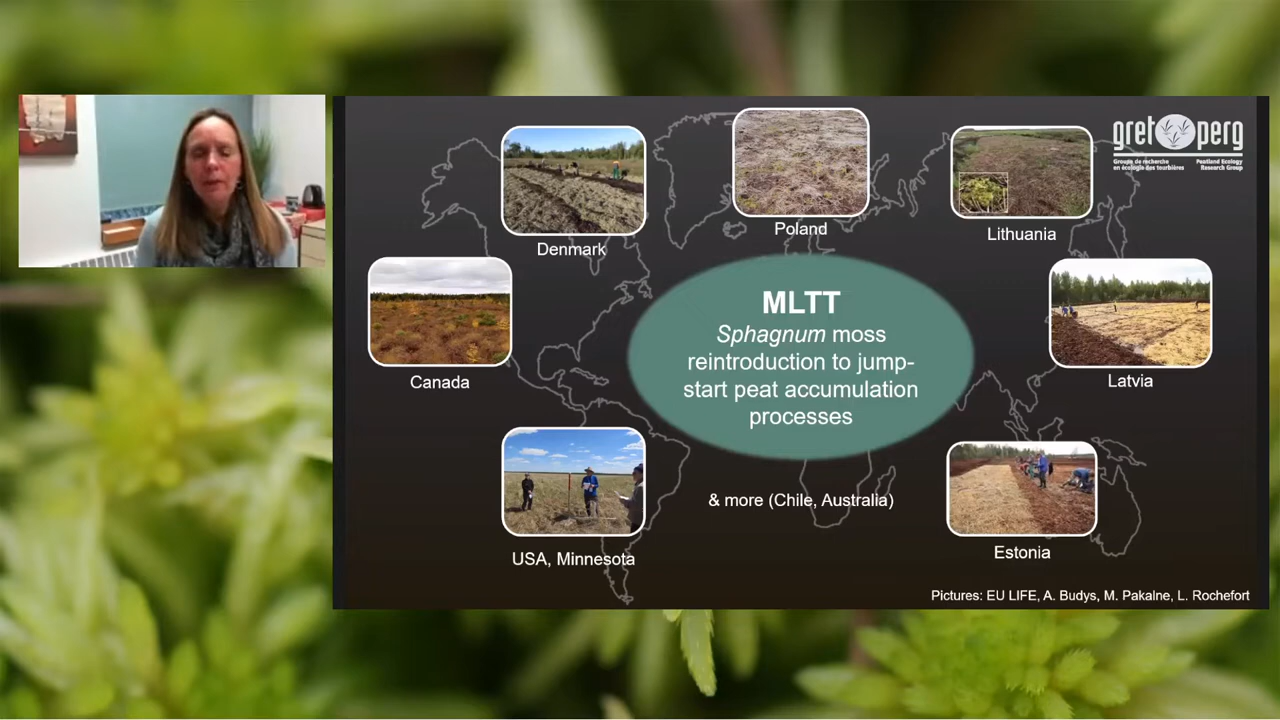 gret perg
Groupe de recherche
en écologie des tourbières
Peatland Ecology
Research Group
Denmark
Poland
Lithuania
Canada
MLTT
Sphagnum moss
reintroduction to jump-
start peat accumulation
processes
Latvia
USA, Minnesota
& more (Chile, Australia)
Estonia
Pictures: EU LIFE, A. Budys, M. Pakalne, L. Rochefort